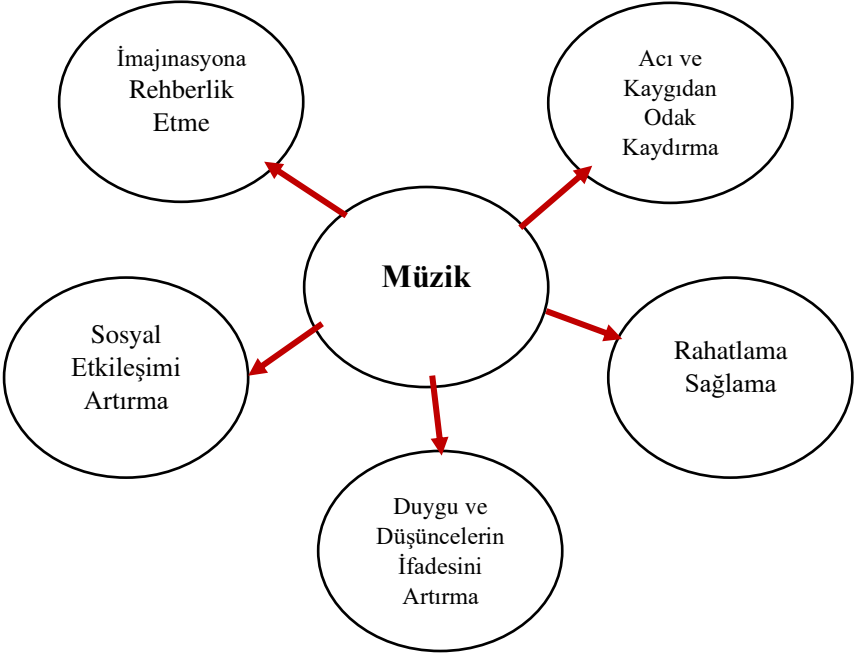 İmajınasyona
Rehberlik
Etme
Acı ve
Kaygıdan
Odak
Kaydırma
Müzik
Sosyal
Etkileşimi
Artırma
Rahatlama
Sağlama
Duygu ve
Düşüncelerin
İfadesini
Artırma